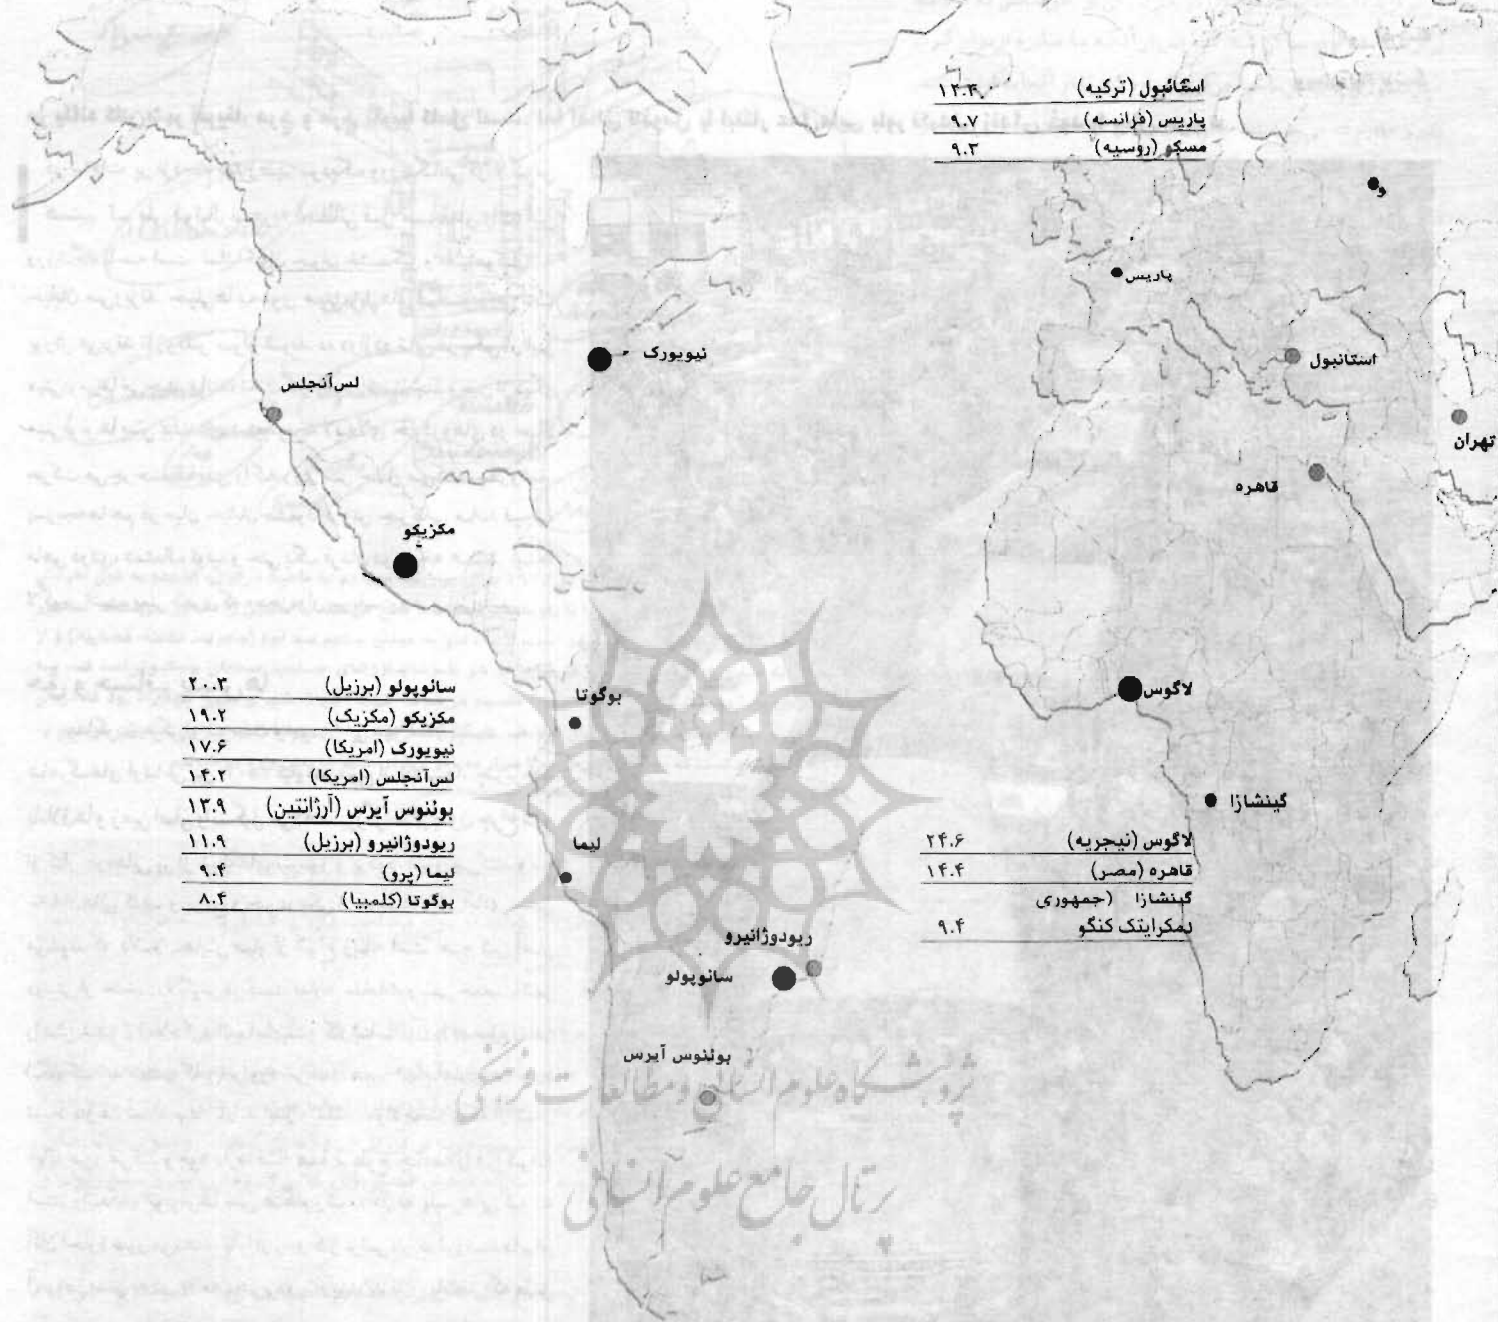 استانبول (ترکیه) ۱۲.۴
پاریس (فرانسه) ۹.۷
مسکو (روسیه) ۹.۳
و
پاریس
نیویورک
استانبول
لس‌آنجلس
تهران
قاهره
مکزیکو
سائوپولو (برزیل) ۲۰.۳
مکزیکو (مکزیک) ۱۹.۲
نیویورک (امریکا) ۱۷.۶
لس‌آنجلس (امریکا) ۱۴.۲
بوئنوس آیرس (آرژانتین) ۱۳.۹
ریودوژانیرو (برزیل) ۱۱.۹
لیما (پرو) ۹.۴
بوگوتا (کلمبیا) ۸.۴
بوگوتا
لاگوس
گینشازا
لیما
لاگوس (نیجریه) ۲۴.۶
قاهره (مصر) ۱۴.۴
گینشازا (جمهوری
دمکراتیک کنگو ۹.۴
ریودوژانیرو
سائوپولو
بوئنوس آیرس
پژوهشگاه علوم انسانی و مطالعات فرهنگی
پرتال جامع علوم انسانی